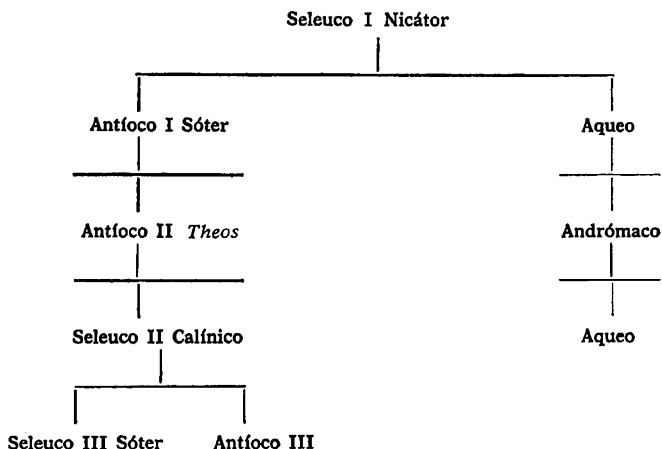 Seleuco I Nicátor
Antíoco I Sóter Aqueo
Antíoco II Theos Andrómaco
Seleuco II Calínico Aqueo
Seleuco III Sóter Antíoco III